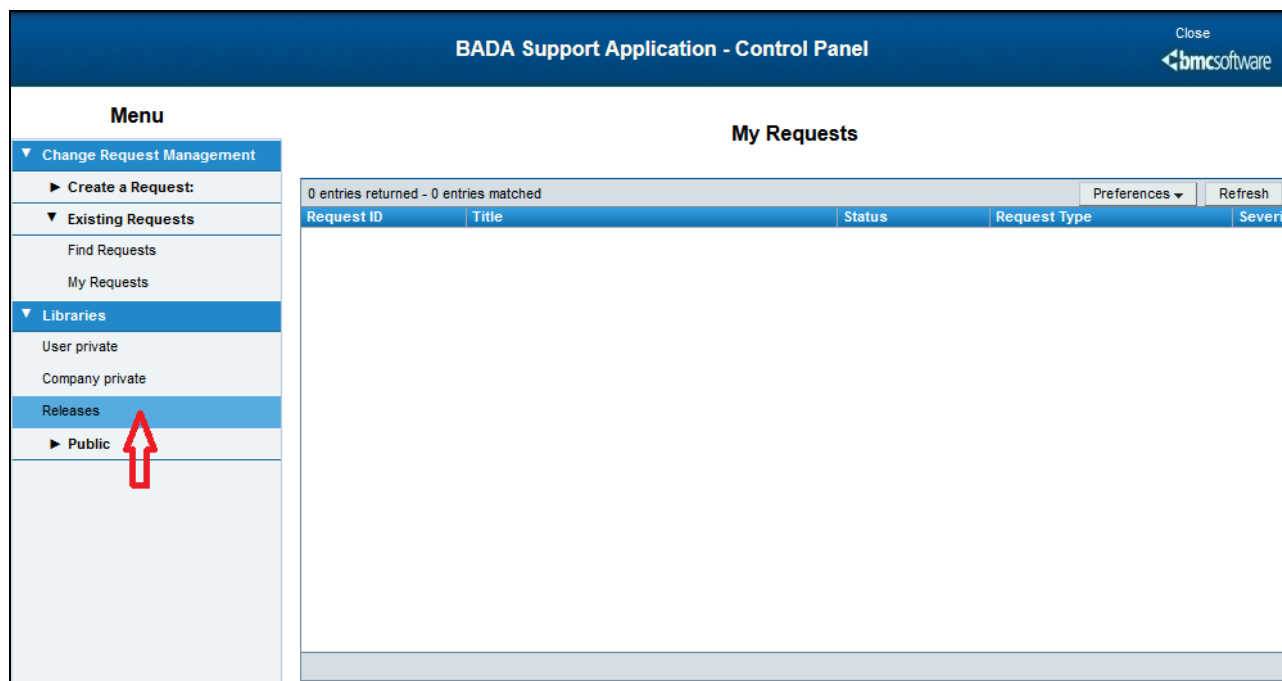 BADA Support Application - Control Panel
Close
bmcsoftware
Menu
My Requests
Change Request Management
Create a Request:
Existing Requests
Find Requests
My Requests
Libraries
User private
Company private
Releases
Public
0 entries returned - 0 entries matched
Preferences
Refresh
Request ID Title Status Request Type Severi